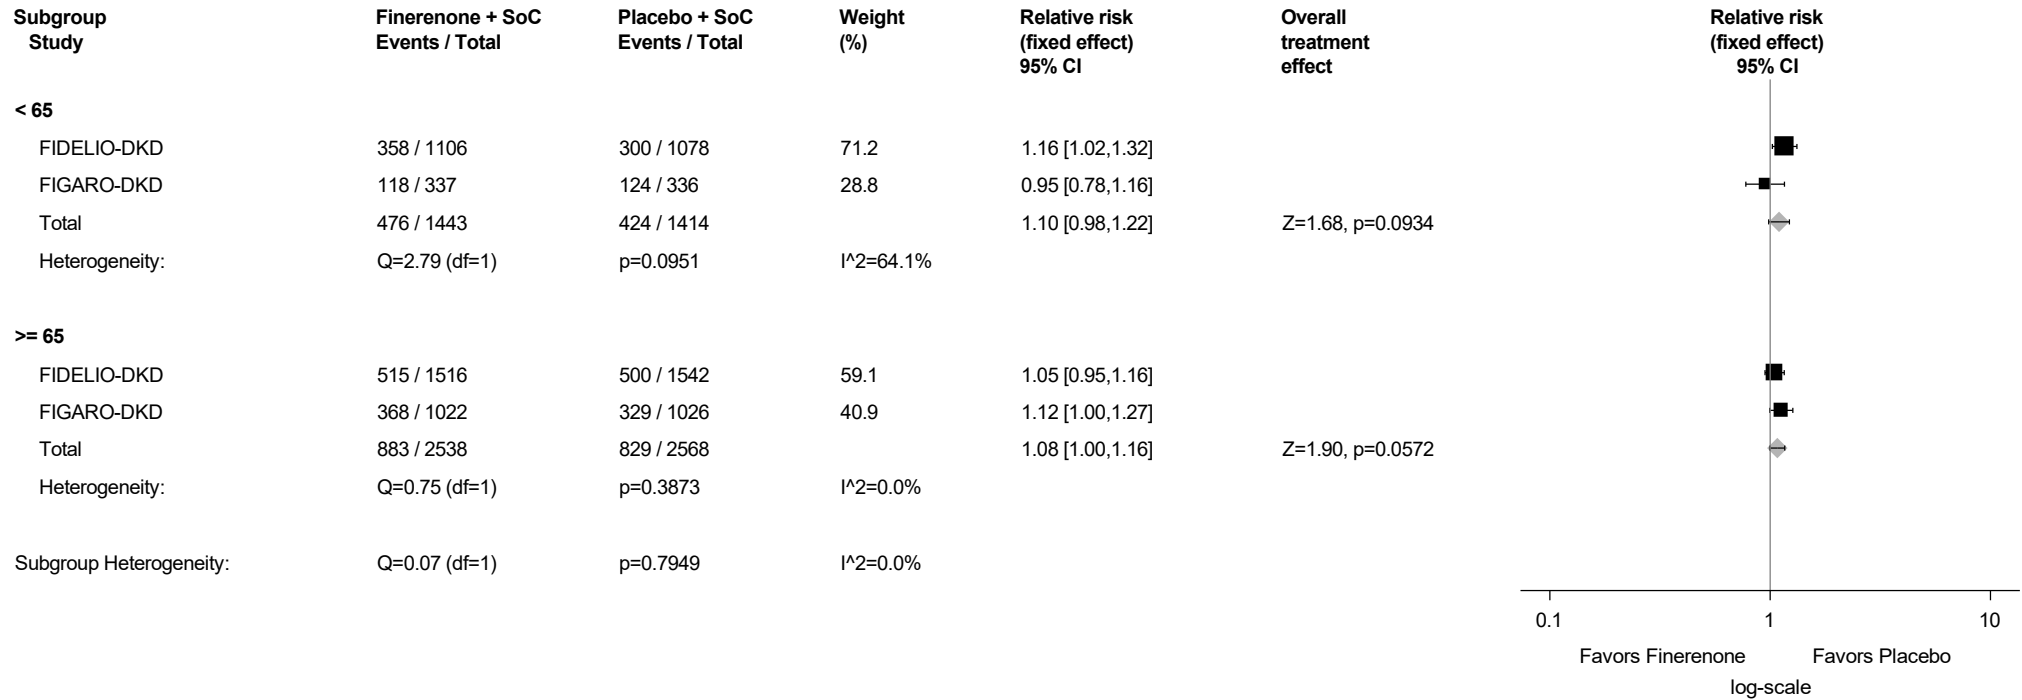 Subgroup Finerenone + SoC Placebo + SoC Weight Relative risk Overall Relative risk
Study Events / Total Events / Total (%) (fixed effect) treatment (fixed effect)
95% CI effect 95% CI
< 65
FIDELIO-DKD 358 / 1106 300 / 1078 71.2 1.16 [1.02,1.32]
FIGARO-DKD 118 / 337 124 / 336 28.8 0.95 [0.78,1.16]
Total 476 / 1443 424 / 1414 1.10 [0.98,1.22] Z=1.68, p=0.0934
Heterogeneity: Q=2.79 (df=1) p=0.0951 I^2=64.1%
>= 65
FIDELIO-DKD 515 / 1516 500 / 1542 59.1 1.05 [0.95,1.16]
FIGARO-DKD 368 / 1022 329 / 1026 40.9 1.12 [1.00,1.27]
Total 883 / 2538 829 / 2568 1.08 [1.00,1.16] Z=1.90, p=0.0572
Heterogeneity: Q=0.75 (df=1) p=0.3873 I^2=0.0%
Subgroup Heterogeneity: Q=0.07 (df=1) p=0.7949 I^2=0.0%
0.1 1 10
Favors Finerenone Favors Placebo
log-scale